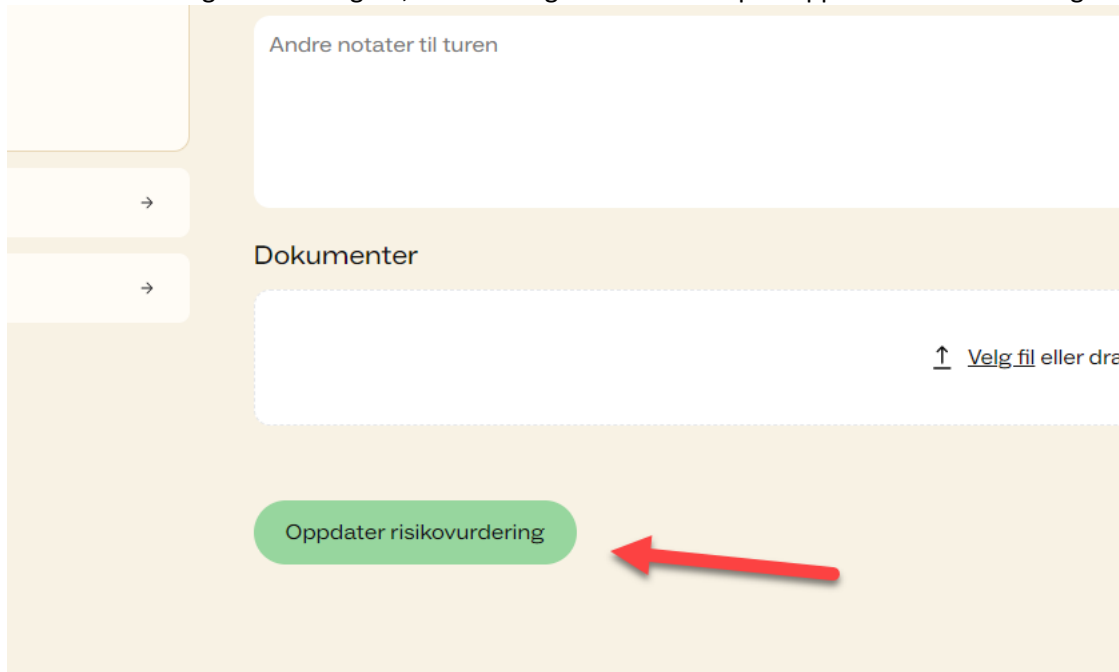 Andre notater til turen
Dokumenter
Velg fil eller dra
Oppdater risikovurdering